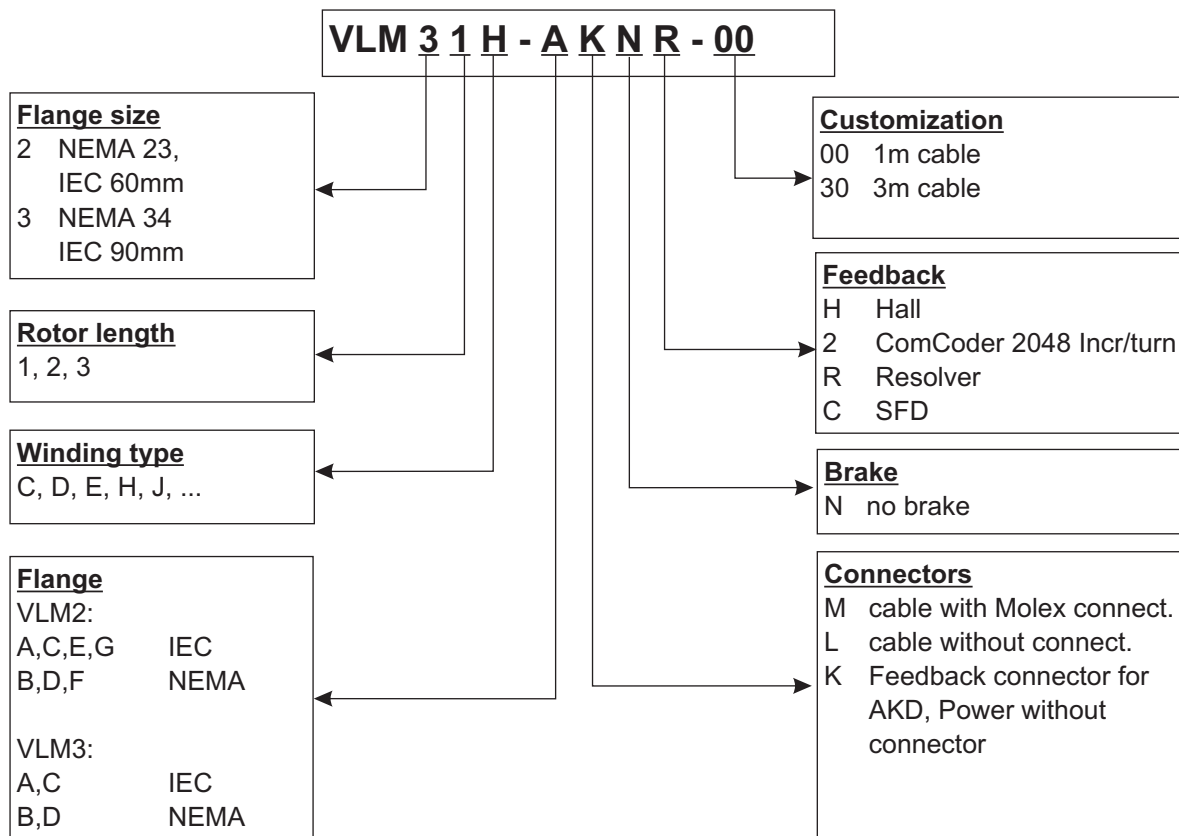 VLM 3 1 H - A K N R - 00
Flange size
2 NEMA 23,
IEC 60mm
3 NEMA 34
IEC 90mm
Rotor length
1, 2, 3
Winding type
C, D, E, H, J, ...
Flange
VLM2:
A,C,E,G IEC
B,D,F NEMA
VLM3:
A,C IEC
B,D NEMA
Customization
00 1m cable
30 3m cable
Feedback
H Hall
2 ComCoder 2048 Incr/turn
R Resolver
C SFD
Brake
N no brake
Connectors
M cable with Molex connect.
L cable without connect.
K Feedback connector for
AKD, Power without
connector